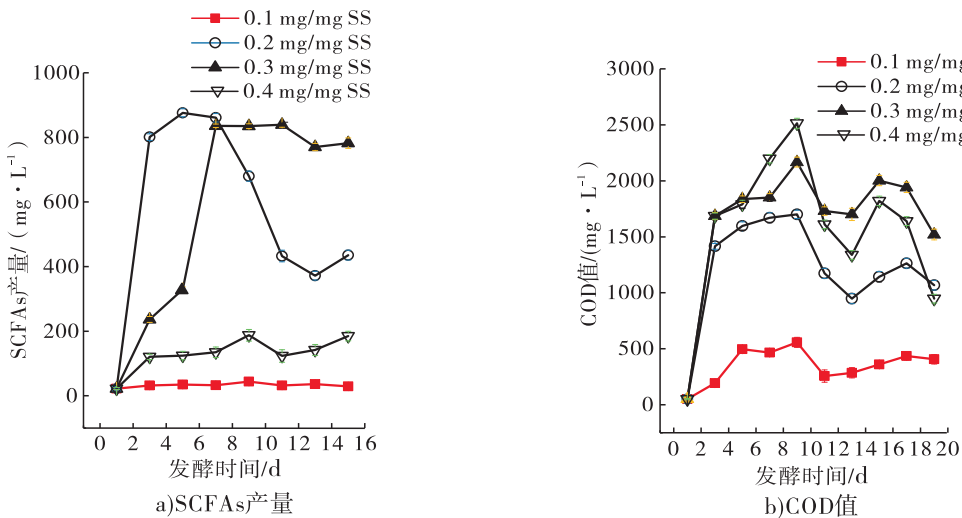 0.1 mg/mg SS
0.2 mg/mg SS
0.3 mg/mg SS
0.4 mg/mg SS
1000
800
600
400
200
0
SCFAs产量/(mg·L⁻¹)
0 2 4 6 8 10 12 14 16
发酵时间/d
a)SCFAs产量
0.1 mg/mg
0.2 mg/mg
0.3 mg/mg
0.4 mg/mg
3000
2500
2000
1500
1000
500
0
COD值/(mg·L⁻¹)
0 2 4 6 8 10 12 14 16 18 20
发酵时间/d
b)COD值